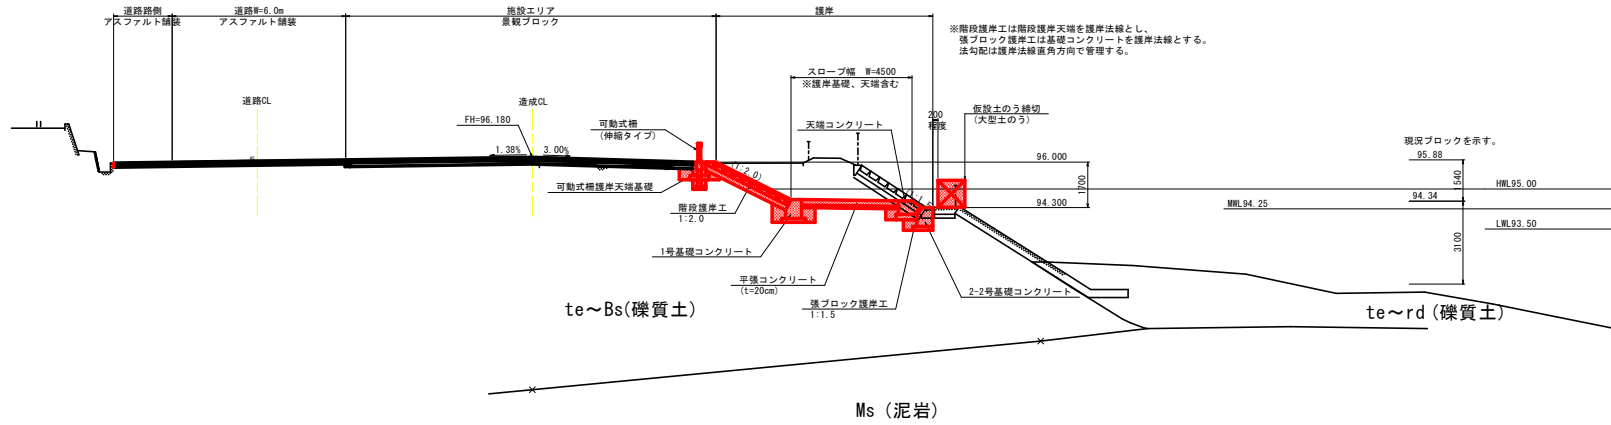 道路路側
アスファルト舗装
道路W=6.0m
アスファルト舗装
施設エリア
景観ブロック
護岸
※階段護岸工は階段護岸天端を護岸法線とし、
張ブロック護岸工は基礎コンクリートを護岸法線とする。
法勾配は護岸法線直角方向で管理する。
スロープ幅 W=4500
※護岸基礎、天端含む
道路CL
造成CL
FH=96.180
可動式柵
(伸縮タイプ)
天端コンクリート
200
程度
仮設土のう締切
(大型土のう)
現況ブロックを示す。
1.38%
3.00%
(1:2.0)
96.000
95.88
1700
1540
HWL95.00
可動式柵護岸天端基礎
94.300
94.34
MWL94.25
階段護岸工
1:2.0
LWL93.50
3100
1号基礎コンクリート
平張コンクリート
(t=20cm)
2-2号基礎コンクリート
張ブロック護岸工
1:1.5
te～Bs(礫質土)
te～rd(礫質土)
Ms (泥岩)